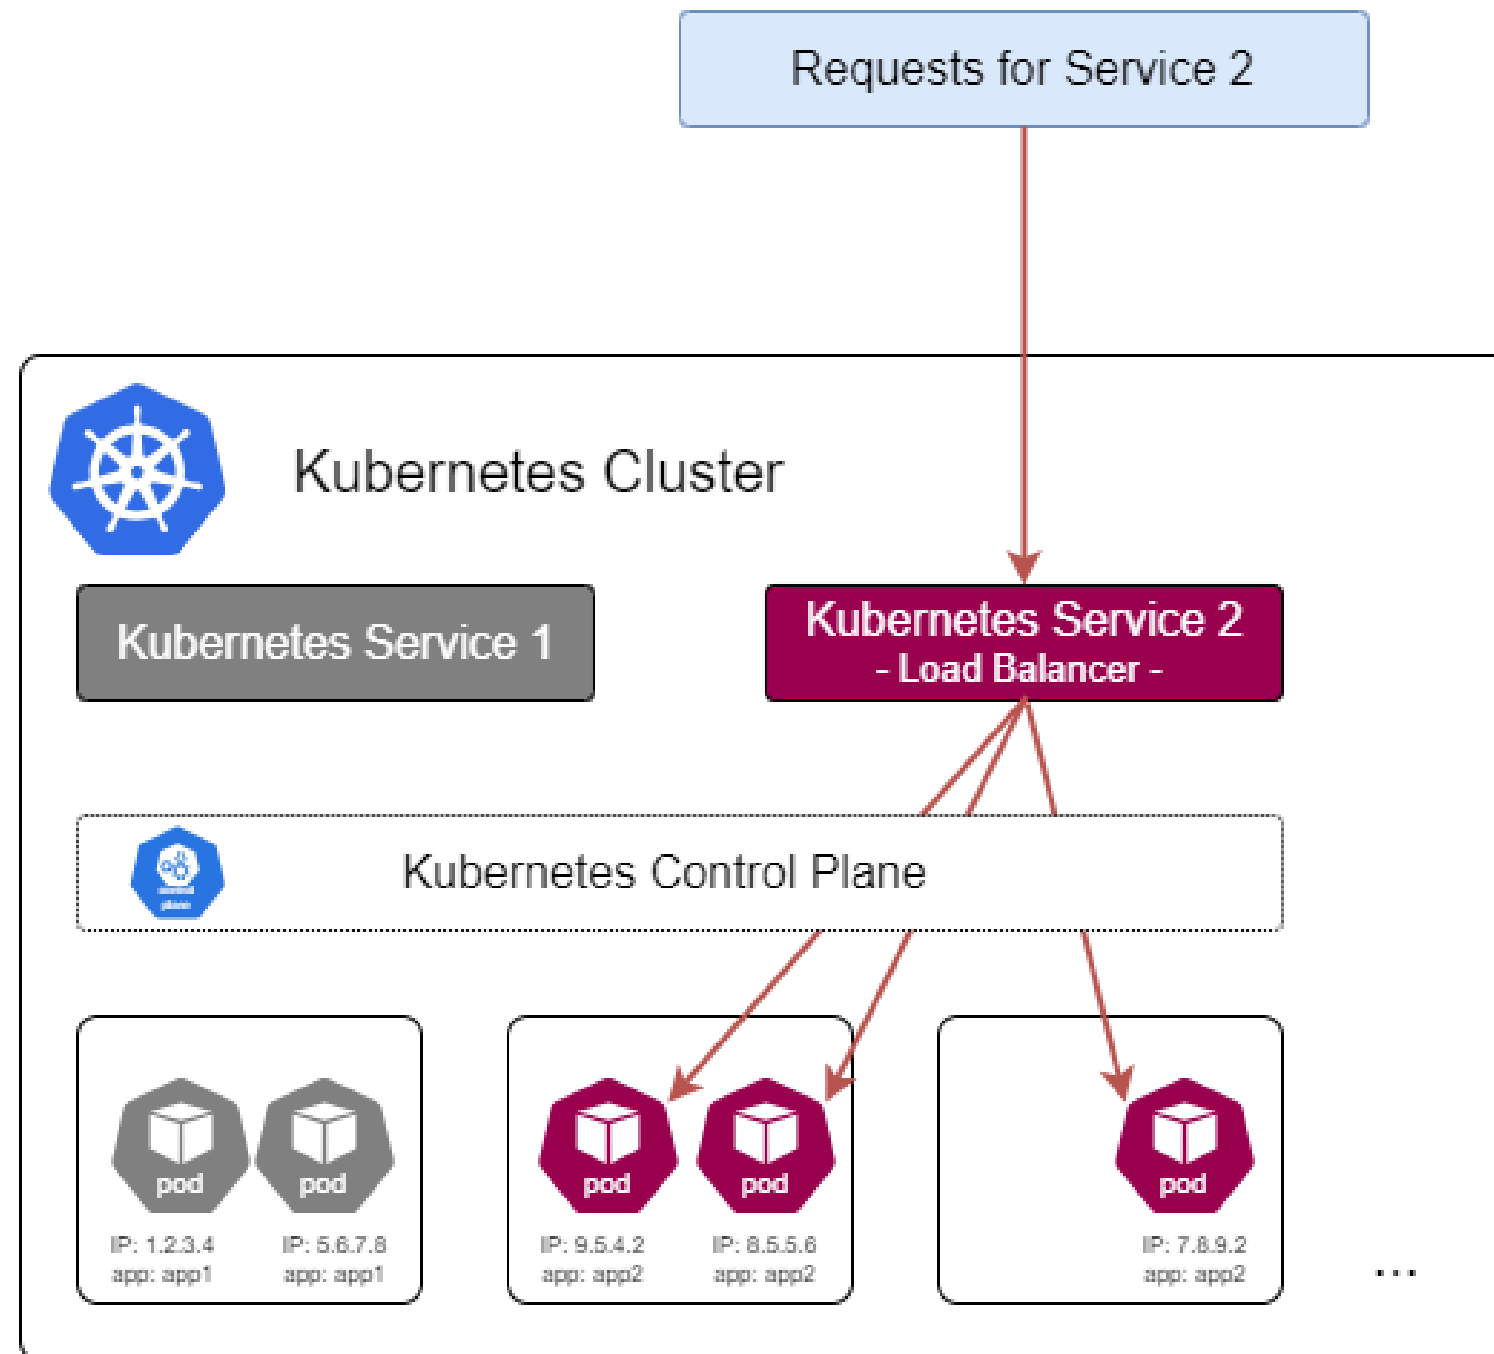 Requests for Service 2
Kubernetes Cluster
Kubernetes Service 1
Kubernetes Service 2
- Load Balancer -
control
plane
Kubernetes Control Plane
pod
pod
pod
pod
pod
IP: 1.2.3.4
app: app1
IP: 5.6.7.8
app: app1
IP: 9.5.4.2
app: app2
IP: 8.5.5.6
app: app2
IP: 7.8.9.2
app: app2
...